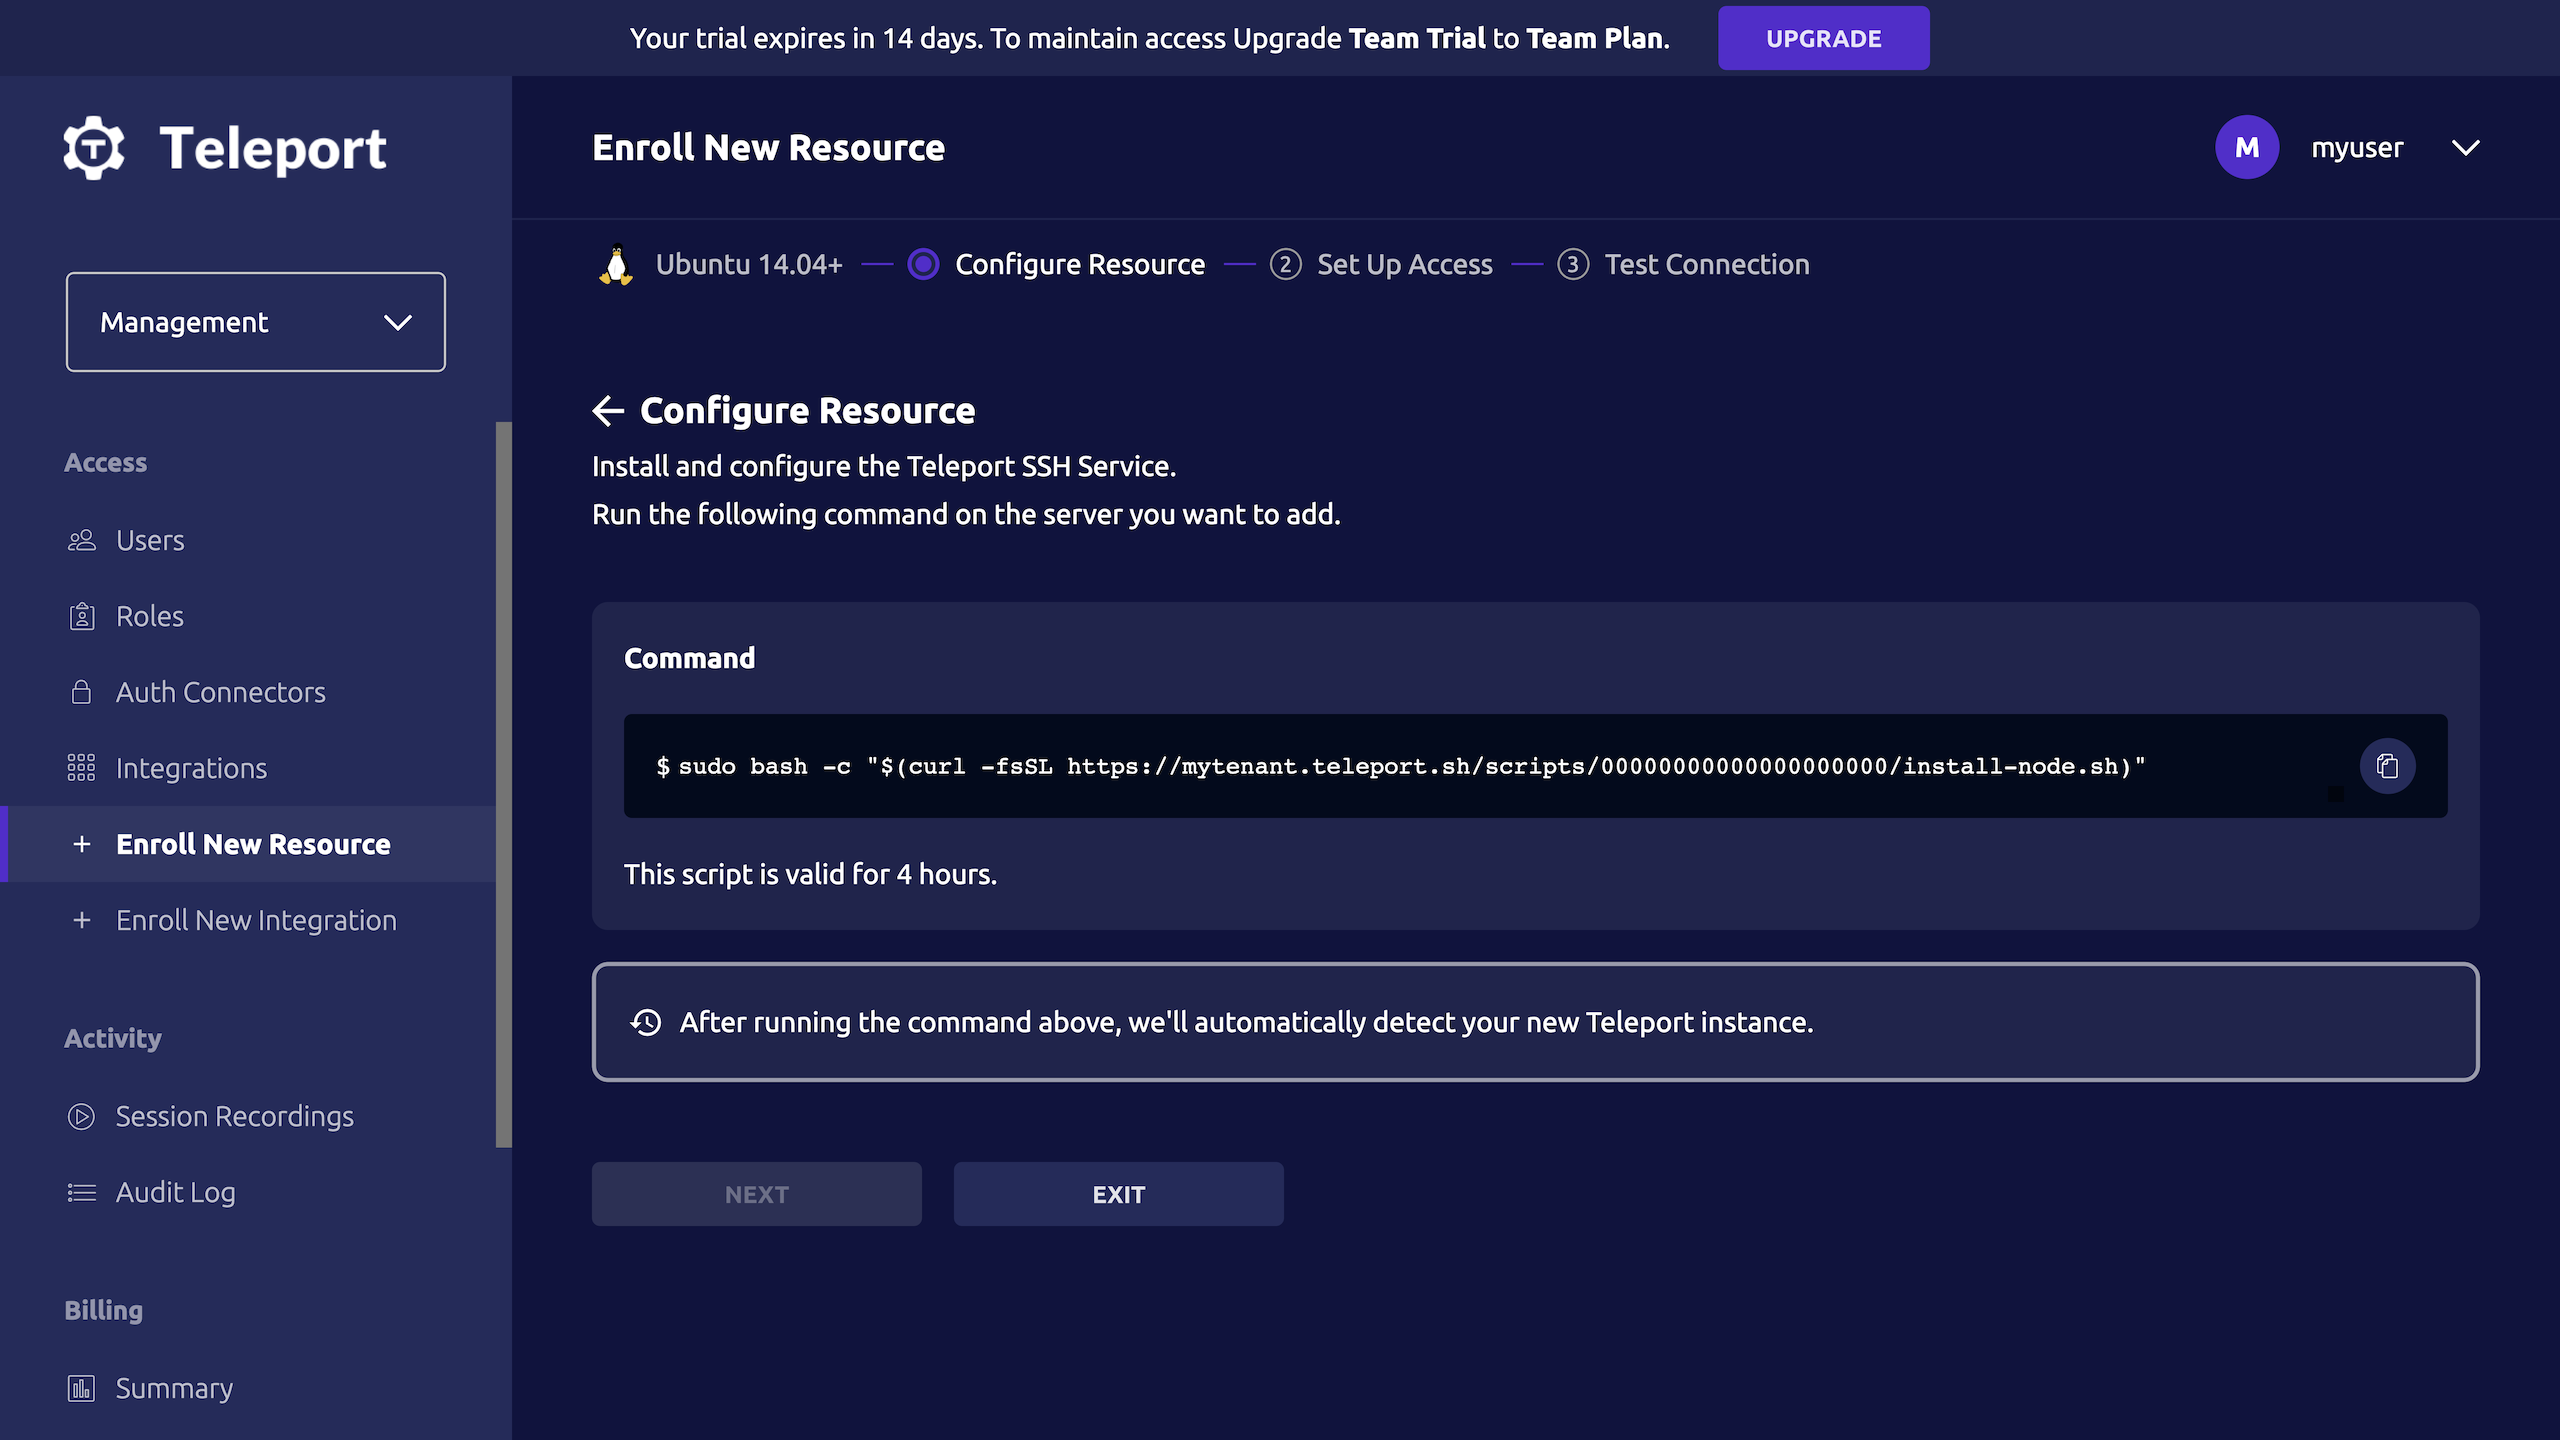 Your trial expires in 14 days. To maintain access Upgrade Team Trial to Team Plan.
UPGRADE
Teleport
Enroll New Resource
M
myuser
Management
Ubuntu 14.04+
Configure Resource
2 Set Up Access
3 Test Connection
Configure Resource
Install and configure the Teleport SSH Service.
Run the following command on the server you want to add.
Access
Users
Roles
Auth Connectors
Integrations
+ Enroll New Resource
+ Enroll New Integration
Activity
Session Recordings
Audit Log
Billing
Summary
Command
$ sudo bash -c "$(curl -fsSL https://mytenant.teleport.sh/scripts/00000000000000000000/install-node.sh)"
This script is valid for 4 hours.
After running the command above, we'll automatically detect your new Teleport instance.
NEXT
EXIT